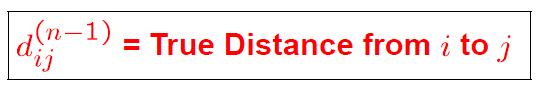 $d_{ij}^{(n-1)}$ = True Distance from $i$ to $j$